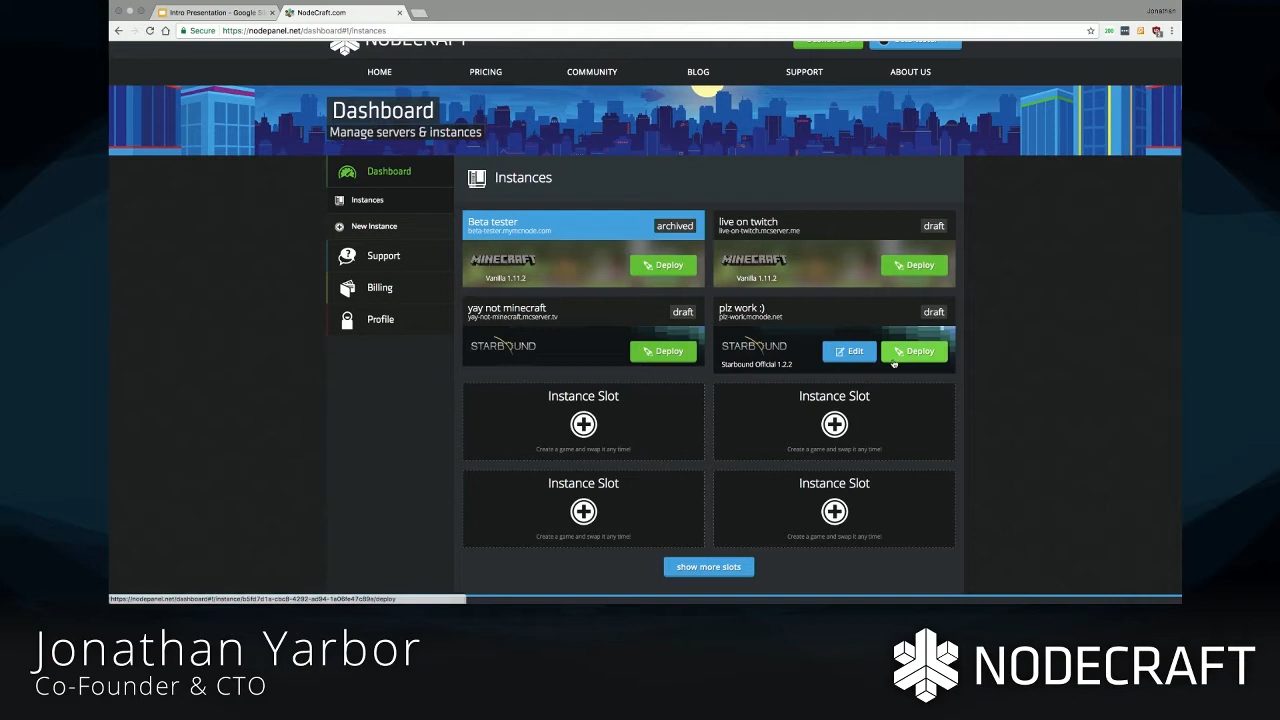 Intro Presentation - Google Sli
NodeCraft.com
Jonathan
Secure
https://nodepanel.net/dashboard#!/instances
NODECRAFT
HOME
PRICING
COMMUNITY
BLOG
SUPPORT
ABOUT US
Dashboard
Manage servers & instances
Dashboard
Instances
New Instance
Support
Billing
Profile
Instances
Beta tester
beta-tester.mymcnode.com
archived
MINECRAFT
Vanilla 1.11.2
Deploy
live on twitch
live-on-twitch.mcserver.me
draft
MINECRAFT
Vanilla 1.11.2
Deploy
yay not minecraft
yay-not-minecraft.mcserver.tv
draft
STARBOUND
Deploy
plz work :)
plz-work.mcnode.net
draft
STARBOUND
Starbound Official 1.2.2
Edit
Deploy
Instance Slot
Create a game and swap it any time!
Instance Slot
Create a game and swap it any time!
Instance Slot
Create a game and swap it any time!
Instance Slot
Create a game and swap it any time!
show more slots
Jonathan Yarbor
Co-Founder & CTO
NODECRAFT